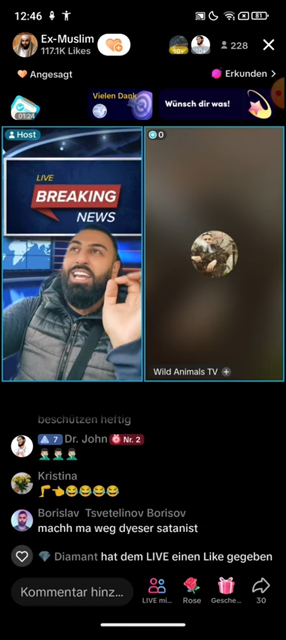 12:46
81
Ex-Muslim
117.1K Likes
228
Angesagt
Erkunden >
01:24
Vielen Dank
Wünsch dir was!
Host
0
LIVE
BREAKING
NEWS
Wild Animals TV +
beschützen heftig
7 Dr. John Nr. 2
Kristina
Borislav Tsvetelinov Borisov
machh ma weg dyeser satanist
Diamant hat dem LIVE einen Like gegeben
Kommentar hinz...
LIVE mi...
Rose
Gesche...
30